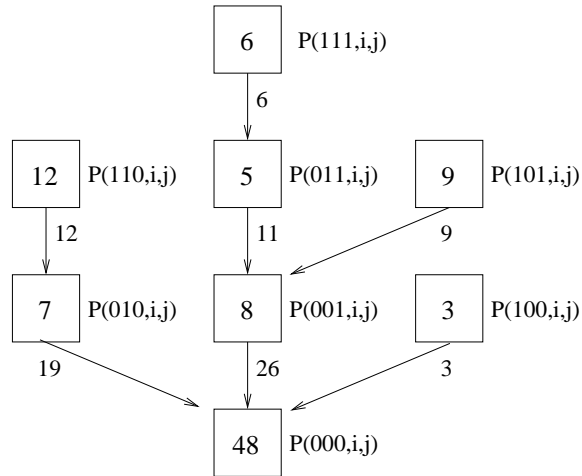 6 P(111,i,j)
6
12 P(110,i,j) 5 P(011,i,j) 9 P(101,i,j)
12 11 9
7 P(010,i,j) 8 P(001,i,j) 3 P(100,i,j)
19 26 3
48 P(000,i,j)